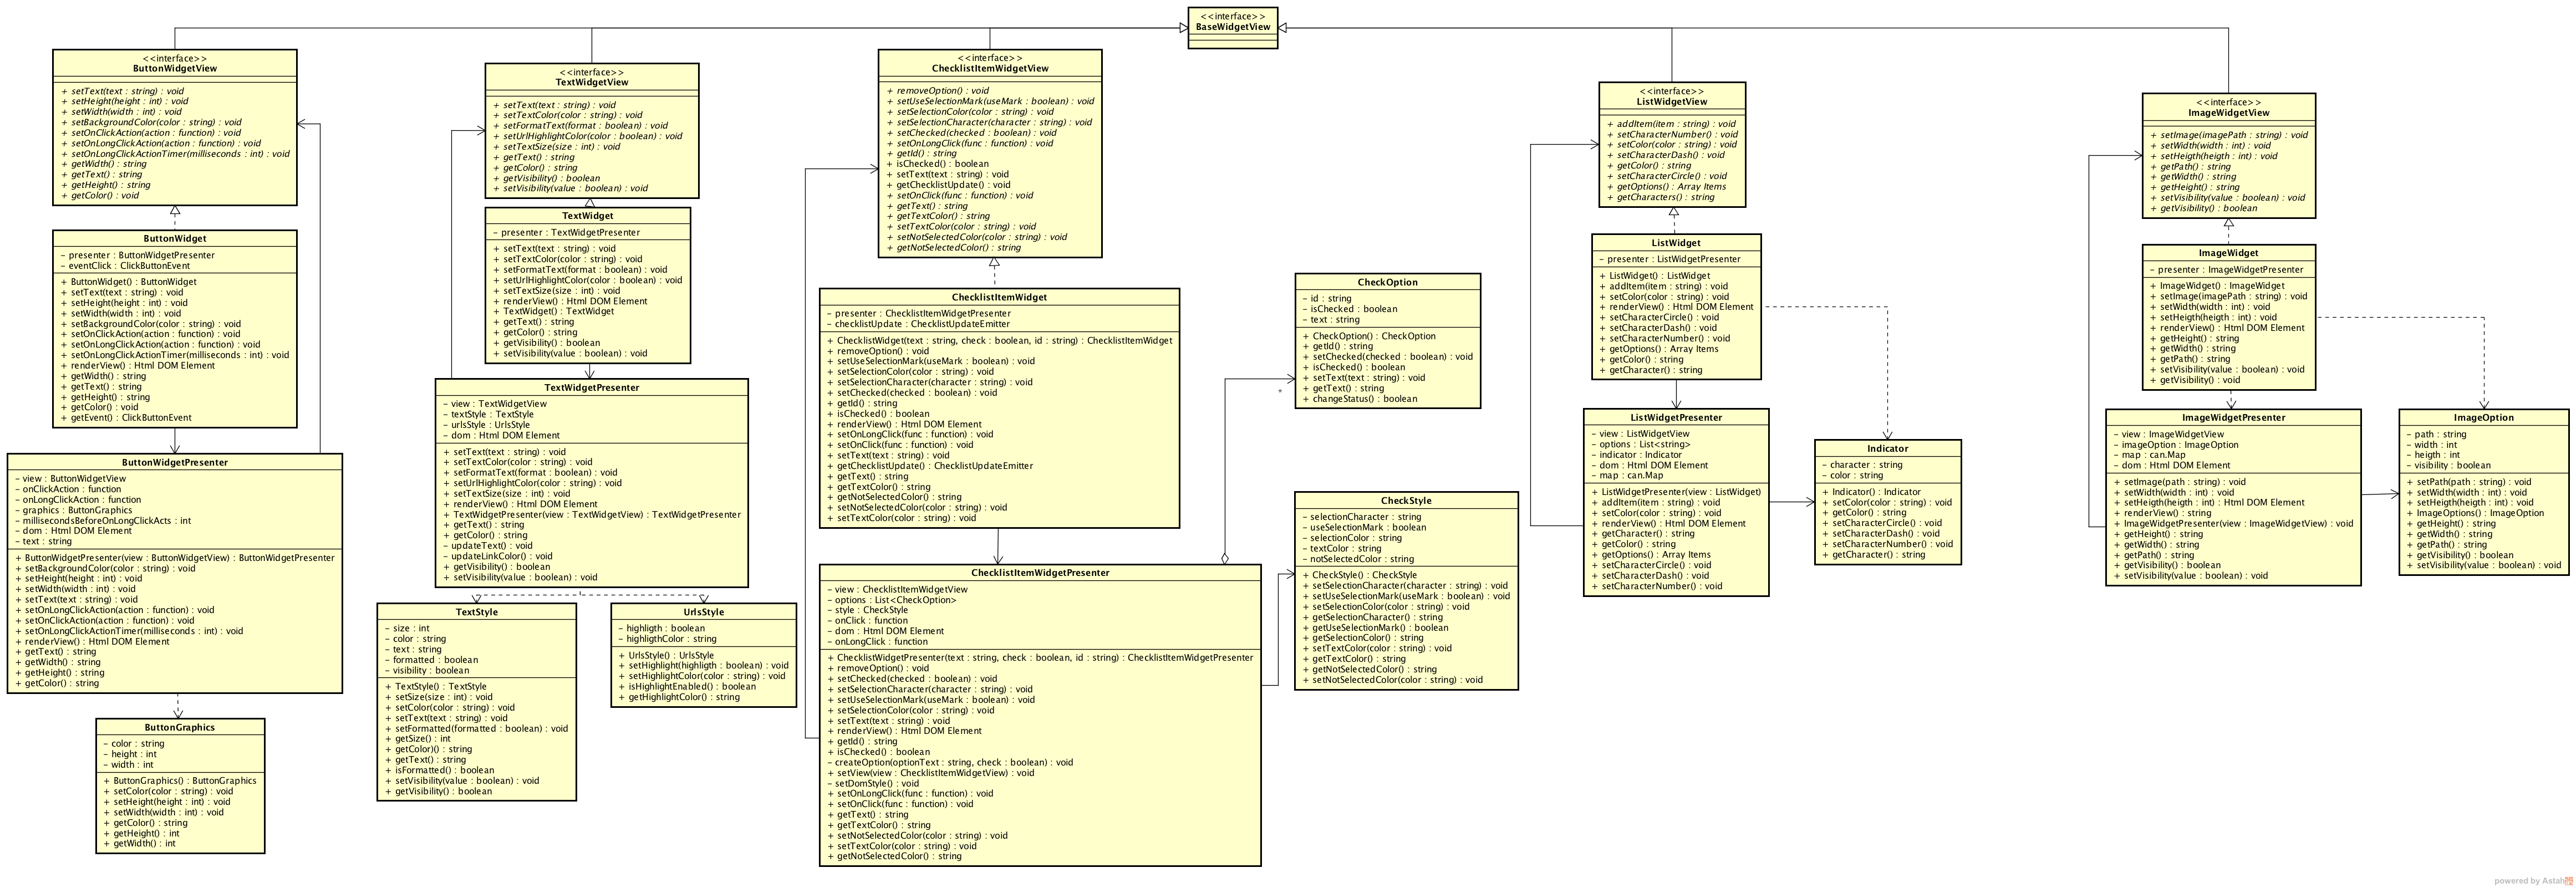 <<interface>>
BaseWidgetView
<<interface>>
ButtonWidgetView
+ setText(text : string) : void
+ setHeight(height : int) : void
+ setWidth(width : int) : void
+ setBackgroundColor(color : string) : void
+ setOnClickAction(action : function) : void
+ setOnLongClickAction(action : function) : void
+ setOnLongClickActionTimer(milliseconds : int) : void
+ getWidth() : string
+ getText() : string
+ getHeight() : string
+ getColor() : void
ButtonWidget
– presenter : ButtonWidgetPresenter
– eventClick : ClickButtonEvent
+ ButtonWidget() : ButtonWidget
+ setText(text : string) : void
+ setHeight(height : int) : void
+ setWidth(width : int) : void
+ setBackgroundColor(color : string) : void
+ setOnClickAction(action : function) : void
+ setOnLongClickAction(action : function) : void
+ setOnLongClickActionTimer(milliseconds : int) : void
+ renderView() : Html DOM Element
+ getWidth() : string
+ getText() : string
+ getHeight() : string
+ getColor() : void
+ getEvent() : ClickButtonEvent
ButtonWidgetPresenter
– view : ButtonWidgetView
– onClickAction : function
– onLongClickAction : function
– graphics : ButtonGraphics
– millisecondsBeforeOnLongClickActs : int
– dom : Html DOM Element
– text : string
+ ButtonWidgetPresenter(view : ButtonWidgetView) : ButtonWidgetPresenter
+ setBackgroundColor(color : string) : void
+ setHeight(height : int) : void
+ setWidth(width : int) : void
+ setText(text : string) : void
+ setOnLongClickAction(action : function) : void
+ setOnClickAction(action : function) : void
+ setOnLongClickActionTimer(milliseconds : int) : void
+ renderView() : Html DOM Element
+ getText() : string
+ getWidth() : string
+ getHeight() : string
+ getColor() : string
ButtonGraphics
– color : string
– height : int
– width : int
+ ButtonGraphics() : ButtonGraphics
+ setColor(color : string) : void
+ setHeight(height : int) : void
+ setWidth(width : int) : void
+ getColor() : string
+ getHeight() : int
+ getWidth() : int
<<interface>>
TextWidgetView
+ setText(text : string) : void
+ setTextColor(color : string) : void
+ setFormatText(format : boolean) : void
+ setUrlHighlightColor(color : boolean) : void
+ setTextSize(size : int) : void
+ getText() : string
+ getColor() : string
+ getVisibility() : boolean
+ setVisibility(value : boolean) : void
TextWidget
– presenter : TextWidgetPresenter
+ setText(text : string) : void
+ setTextColor(color : string) : void
+ setFormatText(format : boolean) : void
+ setUrlHighlightColor(color : boolean) : void
+ setTextSize(size : int) : void
+ renderView() : Html DOM Element
+ TextWidget() : TextWidget
+ getText() : string
+ getColor() : string
+ getVisibility() : boolean
+ setVisibility(value : boolean) : void
TextWidgetPresenter
– view : TextWidgetView
– textStyle : TextStyle
– urlsStyle : UrlsStyle
– dom : Html DOM Element
+ setText(text : string) : void
+ setTextColor(color : string) : void
+ setFormatText(format : boolean) : void
+ setUrlHighlightColor(color : string) : void
+ setTextSize(size : int) : void
+ renderView() : Html DOM Element
+ TextWidgetPresenter(view : TextWidgetView) : TextWidgetPresenter
+ getText() : string
+ getColor() : string
– updateText() : void
– updateLinkColor() : void
+ getVisibility() : boolean
+ setVisibility(value : boolean) : void
TextStyle
– size : int
– color : string
– text : string
– formatted : boolean
– visibility : boolean
+ TextStyle() : TextStyle
+ setSize(size : int) : void
+ setColor(color : string) : void
+ setText(text : string) : void
+ setFormatted(formatted : boolean) : void
+ getSize() : int
+ getColor)() : string
+ getText() : string
+ isFormatted() : boolean
+ setVisibility(value : boolean) : void
+ getVisibility() : boolean
UrlsStyle
– highligth : boolean
– highligthColor : string
+ UrlsStyle() : UrlsStyle
+ setHighlight(highligth : boolean) : void
+ setHighlightColor(color : string) : void
+ isHighlightEnabled() : boolean
+ getHighlightColor() : string
<<interface>>
ChecklistItemWidgetView
+ removeOption() : void
+ setUseSelectionMark(useMark : boolean) : void
+ setSelectionColor(color : string) : void
+ setSelectionCharacter(character : string) : void
+ setChecked(checked : boolean) : void
+ setOnLongClick(func : function) : void
+ getId() : string
+ isChecked() : boolean
+ setText(text : string) : void
+ getChecklistUpdate() : void
+ setOnClick(func : function) : void
+ getText() : string
+ getTextColor() : string
+ setTextColor(color : string) : void
+ setNotSelectedColor(color : string) : void
+ getNotSelectedColor() : string
ChecklistItemWidget
– presenter : ChecklistItemWidgetPresenter
– checklistUpdate : ChecklistUpdateEmitter
+ ChecklistWidget(text : string, check : boolean, id : string) : ChecklistItemWidget
+ removeOption() : void
+ setUseSelectionMark(useMark : boolean) : void
+ setSelectionColor(color : string) : void
+ setSelectionCharacter(character : string) : void
+ setChecked(checked : boolean) : void
+ getId() : string
+ isChecked() : boolean
+ renderView() : Html DOM Element
+ setOnLongClick(func : function) : void
+ setOnClick(func : function) : void
+ setText(text : string) : void
+ getChecklistUpdate() : ChecklistUpdateEmitter
+ getText() : string
+ getTextColor() : string
+ getNotSelectedColor() : string
+ setNotSelectedColor(color : string) : void
+ setTextColor(color : string) : void
ChecklistItemWidgetPresenter
– view : ChecklistItemWidgetView
– options : List<CheckOption>
– style : CheckStyle
– onClick : function
– dom : Html DOM Element
– onLongClick : function
+ ChecklistWidgetPresenter(text : string, check : boolean, id : string) : ChecklistItemWidgetPresenter
+ removeOption() : void
+ setChecked(checked : boolean) : void
+ setSelectionCharacter(character : string) : void
+ setUseSelectionMark(useMark : boolean) : void
+ setSelectionColor(color : string) : void
+ setText(text : string) : void
+ renderView() : Html DOM Element
+ getId() : string
+ isChecked() : boolean
– createOption(optionText : string, check : boolean) : void
+ setView(view : ChecklistItemWidgetView) : void
– setDomStyle() : void
+ setOnLongClick(func : function) : void
+ setOnClick(func : function) : void
+ getText() : string
+ getTextColor() : string
+ setNotSelectedColor(color : string) : void
+ setTextColor(color : string) : void
+ getNotSelectedColor() : string
*
CheckOption
– id : string
– isChecked : boolean
– text : string
+ CheckOption() : CheckOption
+ getId() : string
+ setChecked(checked : boolean) : void
+ isChecked() : boolean
+ setText(text : string) : void
+ getText() : string
+ changeStatus() : boolean
CheckStyle
– selectionCharacter : string
– useSelectionMark : boolean
– selectionColor : string
– textColor : string
– notSelectedColor : string
+ CheckStyle() : CheckStyle
+ setSelectionCharacter(character : string) : void
+ setUseSelectionMark(useMark : boolean) : void
+ setSelectionColor(color : string) : void
+ getSelectionCharacter() : string
+ getUseSelectionMark() : boolean
+ getSelectionColor() : string
+ setTextColor(color : string) : void
+ getTextColor() : string
+ getNotSelectedColor() : string
+ setNotSelectedColor(color : string) : void
<<interface>>
ListWidgetView
+ addItem(item : string) : void
+ setCharacterNumber() : void
+ setColor(color : string) : void
+ setCharacterDash() : void
+ getColor() : string
+ setCharacterCircle() : void
+ getOptions() : Array Items
+ getCharacters() : string
ListWidget
– presenter : ListWidgetPresenter
+ ListWidget() : ListWidget
+ addItem(item : string) : void
+ setColor(color : string) : void
+ renderView() : Html DOM Element
+ setCharacterCircle() : void
+ setCharacterDash() : void
+ setCharacterNumber() : void
+ getOptions() : Array Items
+ getColor() : string
+ getCharacter() : string
ListWidgetPresenter
– view : ListWidgetView
– options : List<string>
– indicator : Indicator
– dom : Html DOM Element
– map : can.Map
+ ListWidgetPresenter(view : ListWidget)
+ addItem(item : string) : void
+ setColor(color : string) : void
+ renderView() : Html DOM Element
+ getCharacter() : string
+ getColor() : string
+ getOptions() : Array Items
+ setCharacterCircle() : void
+ setCharacterDash() : void
+ setCharacterNumber() : void
Indicator
– character : string
– color : string
+ Indicator() : Indicator
+ setColor(color : string) : void
+ getColor() : string
+ setCharacterCircle() : void
+ setCharacterDash() : void
+ setCharacterNumber() : void
+ getCharacter() : string
<<interface>>
ImageWidgetView
+ setImage(imagePath : string) : void
+ setWidth(width : int) : void
+ setHeigth(heigth : int) : void
+ getPath() : string
+ getWidth() : string
+ getHeight() : string
+ setVisibility(value : boolean) : void
+ getVisibility() : boolean
ImageWidget
– presenter : ImageWidgetPresenter
+ ImageWidget() : ImageWidget
+ setImage(imagePath : string) : void
+ setWidth(width : int) : void
+ setHeigth(heigth : int) : void
+ renderView() : Html DOM Element
+ getHeight() : string
+ getWidth() : string
+ getPath() : string
+ setVisibility(value : boolean) : void
+ getVisibility() : void
ImageWidgetPresenter
– view : ImageWidgetView
– imageOption : ImageOption
– map : can.Map
– dom : Html DOM Element
+ setImage(path : string) : void
+ setWidth(width : int) : void
+ setHeigth(heigth : int) : Html DOM Element
+ renderView() : string
+ ImageWidgetPresenter(view : ImageWidgetView) : void
+ getHeight() : string
+ getWidth() : string
+ getPath() : string
+ getVisibility() : boolean
+ setVisibility(value : boolean) : void
ImageOption
– path : string
– width : int
– heigth : int
– visibility : boolean
+ setPath(path : string) : void
+ setWidth(width : int) : void
+ setHeigth(heigth : int) : void
+ ImageOptions() : ImageOption
+ getHeight() : string
+ getWidth() : string
+ getPath() : string
+ getVisibility() : boolean
+ setVisibility(value : boolean) : void
powered by Astah